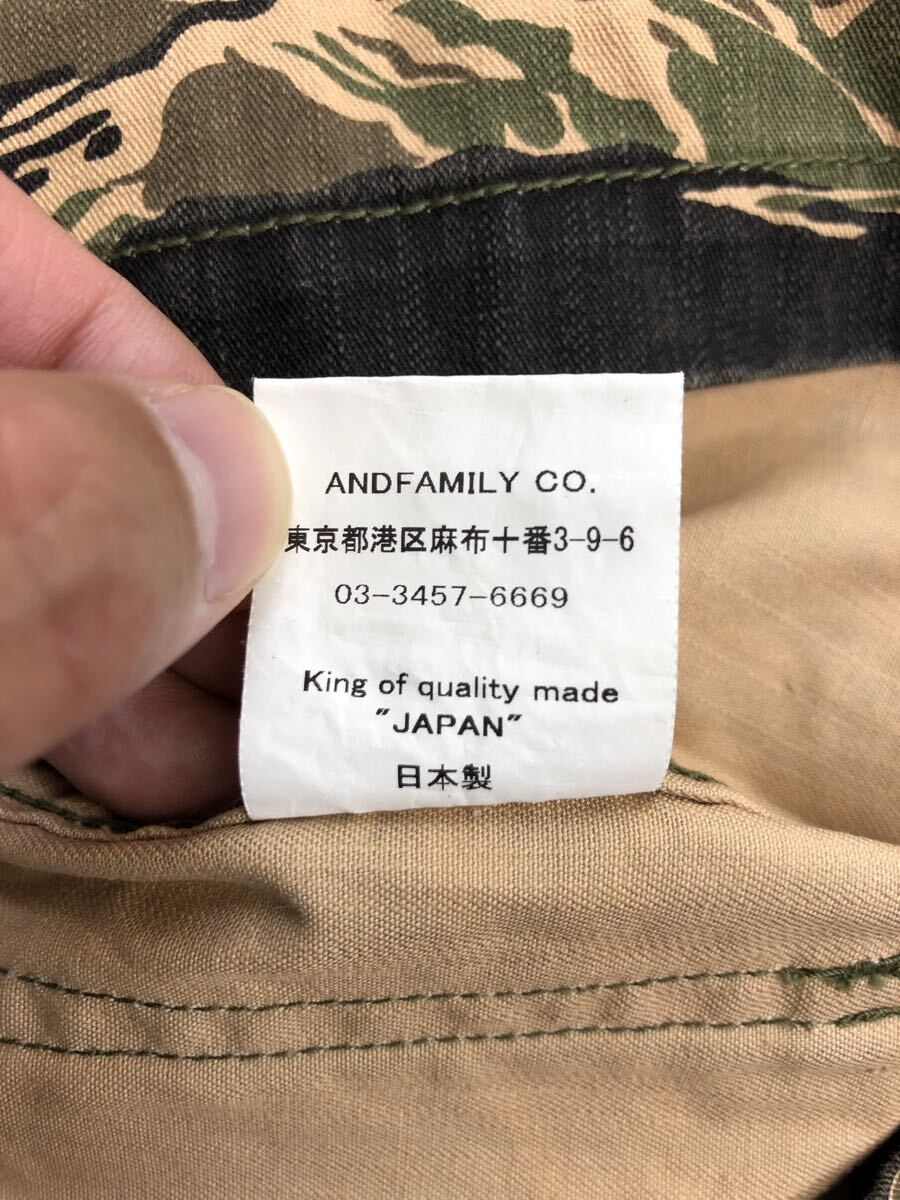 ANDFAMILY CO.
東京都港区麻布十番3-9-6
03-3457-6669
King of quality made
"JAPAN"
日本製